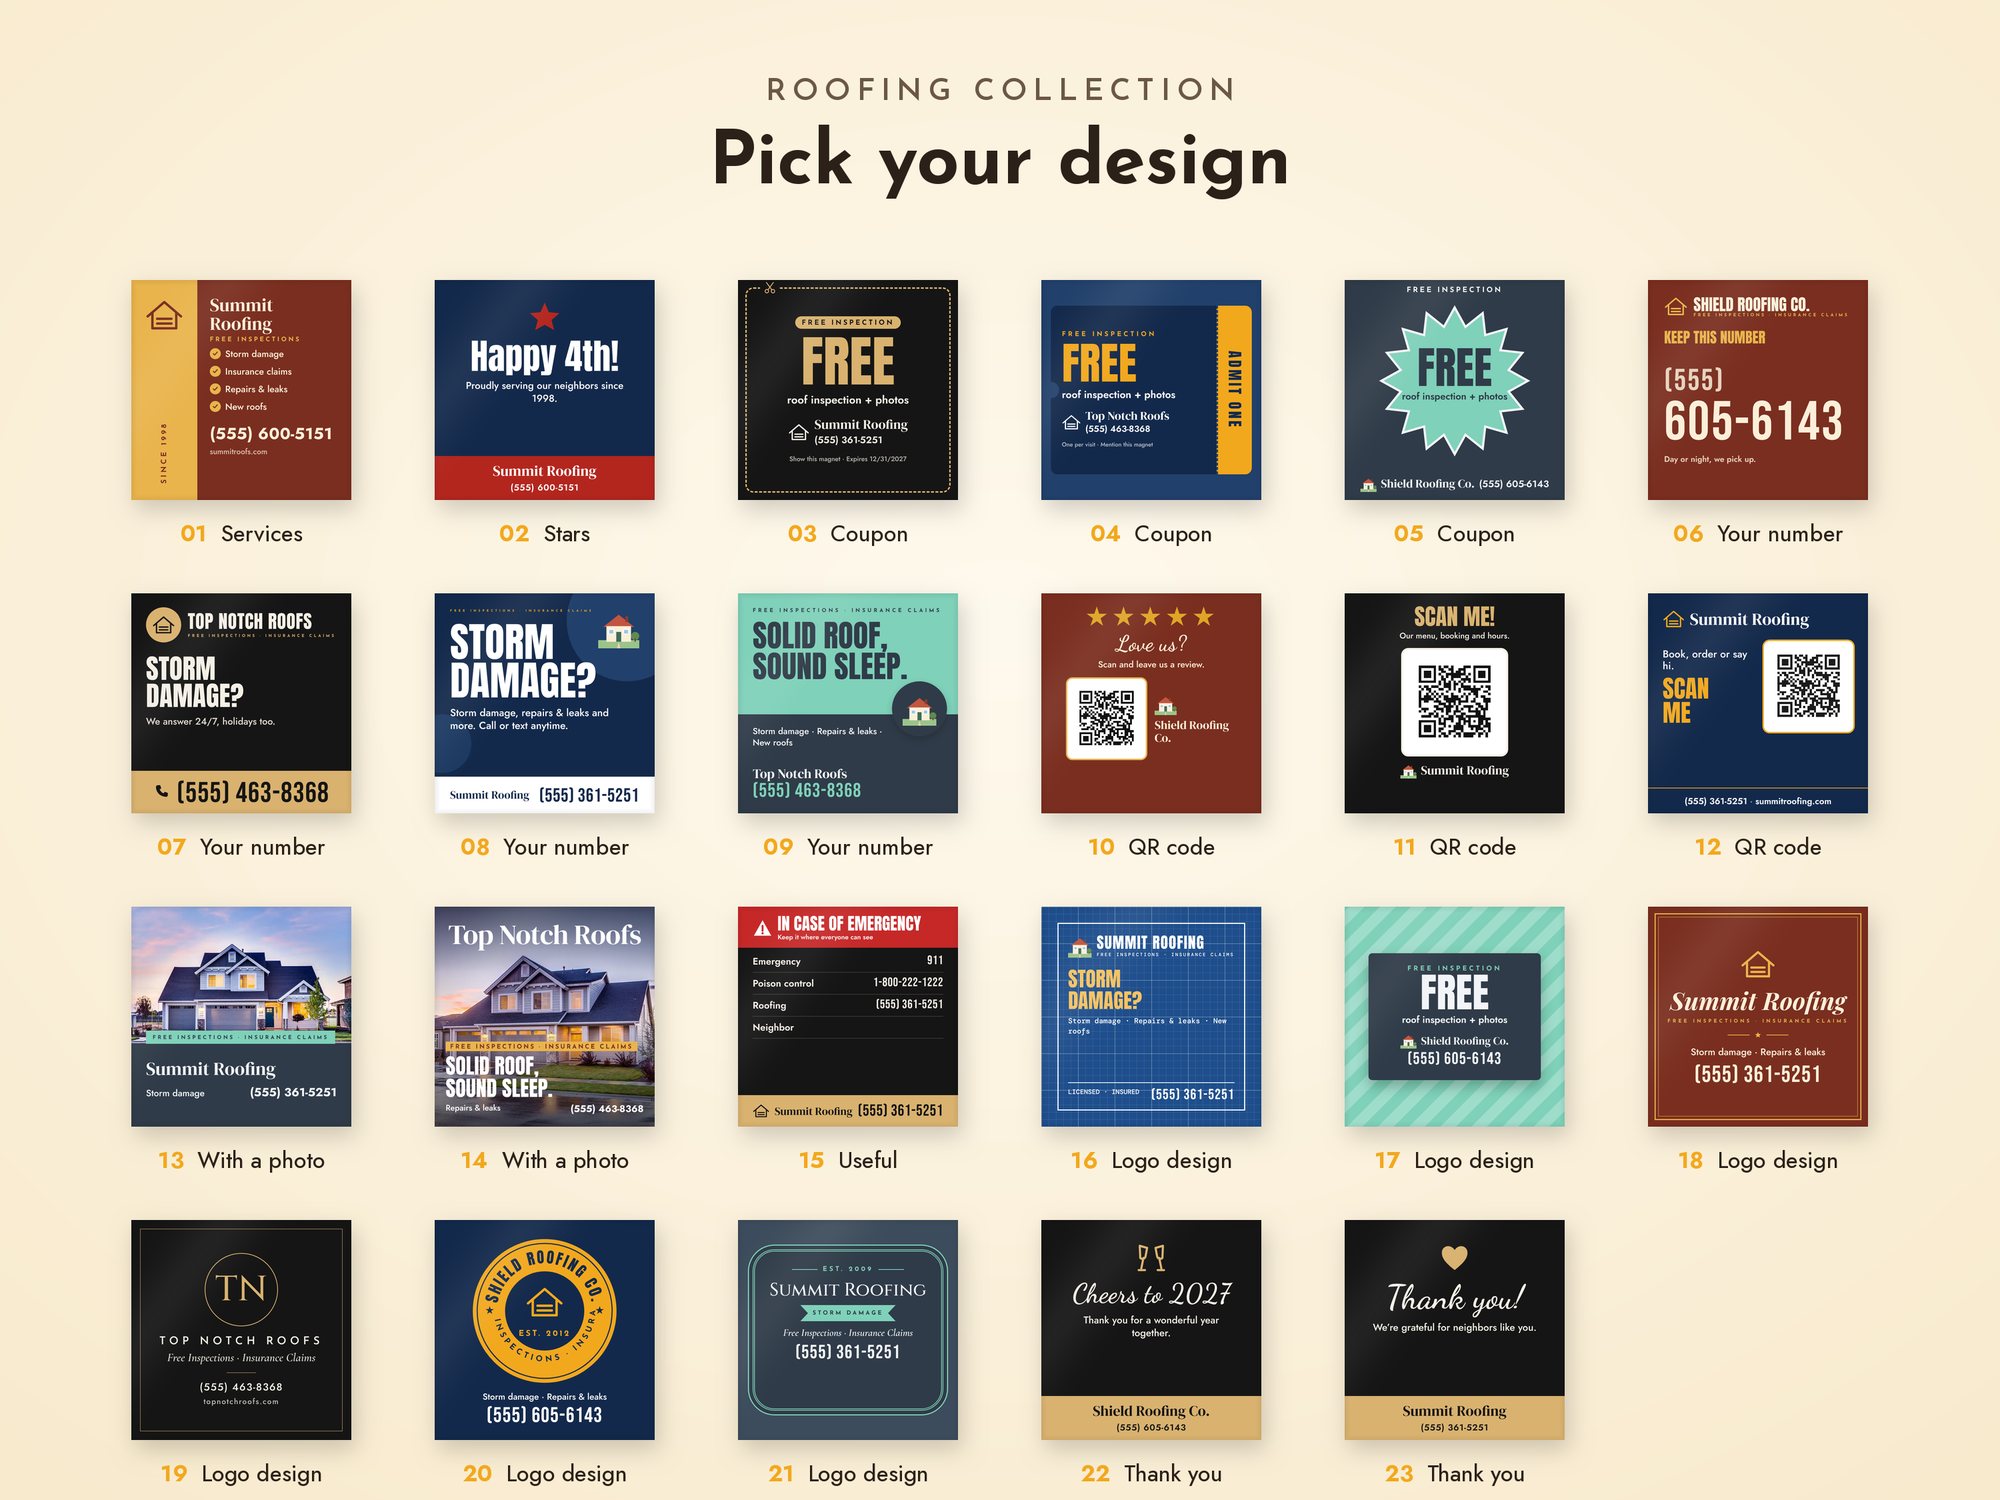 ROOFING COLLECTION
Pick your design
Summit
Roofing
FREE INSPECTIONS
Storm damage
Insurance claims
Repairs & leaks
New roofs
(555) 600-5151
summitroofs.com
SINCE 1998
01 Services
Happy 4th!
Proudly serving our neighbors since
1998.
Summit Roofing
(555) 600-5151
02 Stars
FREE INSPECTION
FREE
roof inspection + photos
Summit Roofing
(555) 361-5251
Show this magnet · Expires 12/31/2027
03 Coupon
FREE INSPECTION
FREE
roof inspection + photos
Top Notch Roofs
(555) 463-8368
One per visit · Mention this magnet
ADMIT ONE
04 Coupon
FREE INSPECTION
FREE
roof inspection + photos
Shield Roofing Co. (555) 605-6143
05 Coupon
SHIELD ROOFING CO.
FREE INSPECTIONS · INSURANCE CLAIMS
KEEP THIS NUMBER
(555)
605-6143
Day or night, we pick up.
06 Your number
TOP NOTCH ROOFS
FREE INSPECTIONS · INSURANCE CLAIMS
STORM
DAMAGE?
We answer 24/7, holidays too.
(555) 463-8368
07 Your number
FREE INSPECTIONS · INSURANCE CLAIMS
STORM
DAMAGE?
Storm damage, repairs & leaks and
more. Call or text anytime.
Summit Roofing (555) 361-5251
08 Your number
FREE INSPECTIONS · INSURANCE CLAIMS
SOLID ROOF,
SOUND SLEEP.
Storm damage · Repairs & leaks ·
New roofs
Top Notch Roofs
(555) 463-8368
09 Your number
Love us?
Scan and leave us a review.
Shield Roofing
Co.
10 QR code
SCAN ME!
Our menu, booking and hours.
Summit Roofing
11 QR code
Summit Roofing
Book, order or say
hi.
SCAN
ME
(555) 361-5251 · summitroofing.com
12 QR code
FREE INSPECTIONS · INSURANCE CLAIMS
Summit Roofing
Storm damage (555) 361-5251
13 With a photo
Top Notch Roofs
FREE INSPECTIONS · INSURANCE CLAIMS
SOLID ROOF,
SOUND SLEEP.
Repairs & leaks (555) 463-8368
14 With a photo
IN CASE OF EMERGENCY
Keep it where everyone can see
Emergency 911
Poison control 1-800-222-1222
Roofing (555) 361-5251
Neighbor
Summit Roofing (555) 361-5251
15 Useful
SUMMIT ROOFING
FREE INSPECTIONS · INSURANCE CLAIMS
STORM
DAMAGE?
Storm damage · Repairs & leaks · New
roofs
LICENSED · INSURED (555) 361-5251
16 Logo design
FREE INSPECTION
FREE
roof inspection + photos
Shield Roofing Co.
(555) 605-6143
17 Logo design
Summit Roofing
FREE INSPECTIONS · INSURANCE CLAIMS
Storm damage · Repairs & leaks
(555) 361-5251
18 Logo design
TN
TOP NOTCH ROOFS
Free Inspections · Insurance Claims
(555) 463-8368
topnotchroofs.com
19 Logo design
SHIELD ROOFING CO.
EST. 2012
INSPECTIONS · INSURA
Storm damage · Repairs & leaks
(555) 605-6143
20 Logo design
EST. 2009
SUMMIT ROOFING
STORM DAMAGE
Free Inspections · Insurance Claims
(555) 361-5251
21 Logo design
Cheers to 2027
Thank you for a wonderful year
together.
Shield Roofing Co.
(555) 605-6143
22 Thank you
Thank you!
We're grateful for neighbors like you.
Summit Roofing
(555) 361-5251
23 Thank you